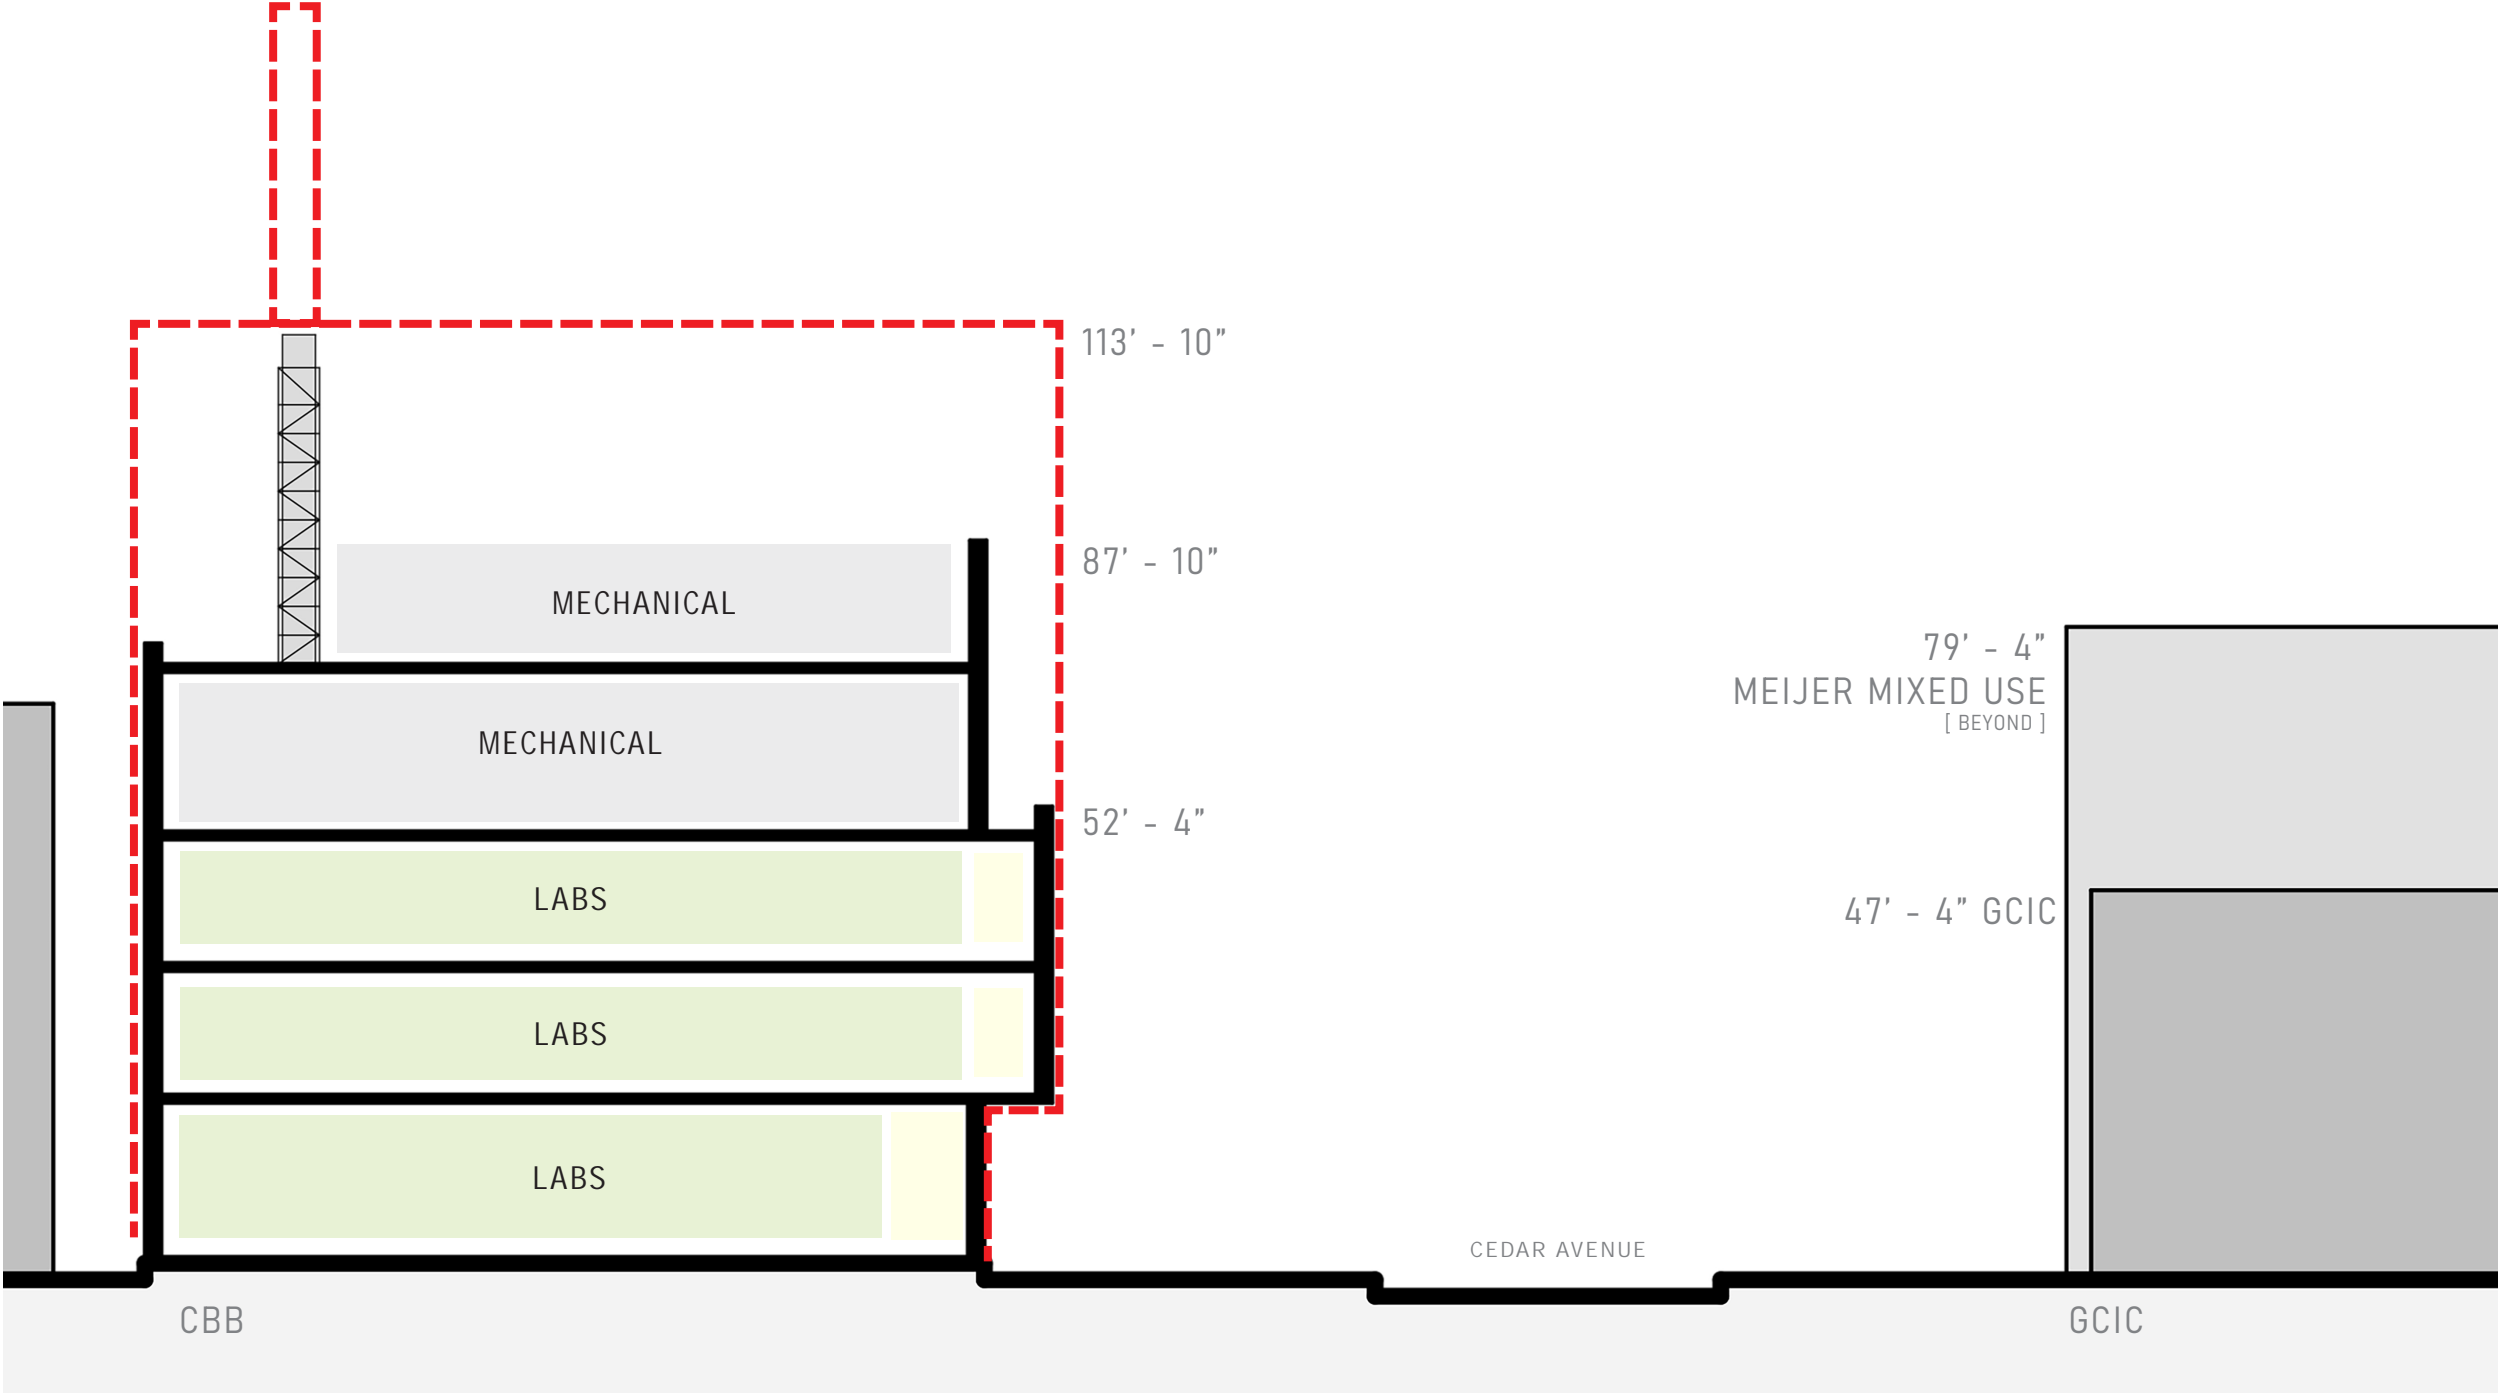 113’ - 10”
87’ - 10”
MECHANICAL
79’ - 4”
MEIJER MIXED USE
[ BEYOND ]
MECHANICAL
52’ - 4”
LABS
47’ - 4” GCIC
LABS
LABS
CEDAR AVENUE
CBB
GCIC